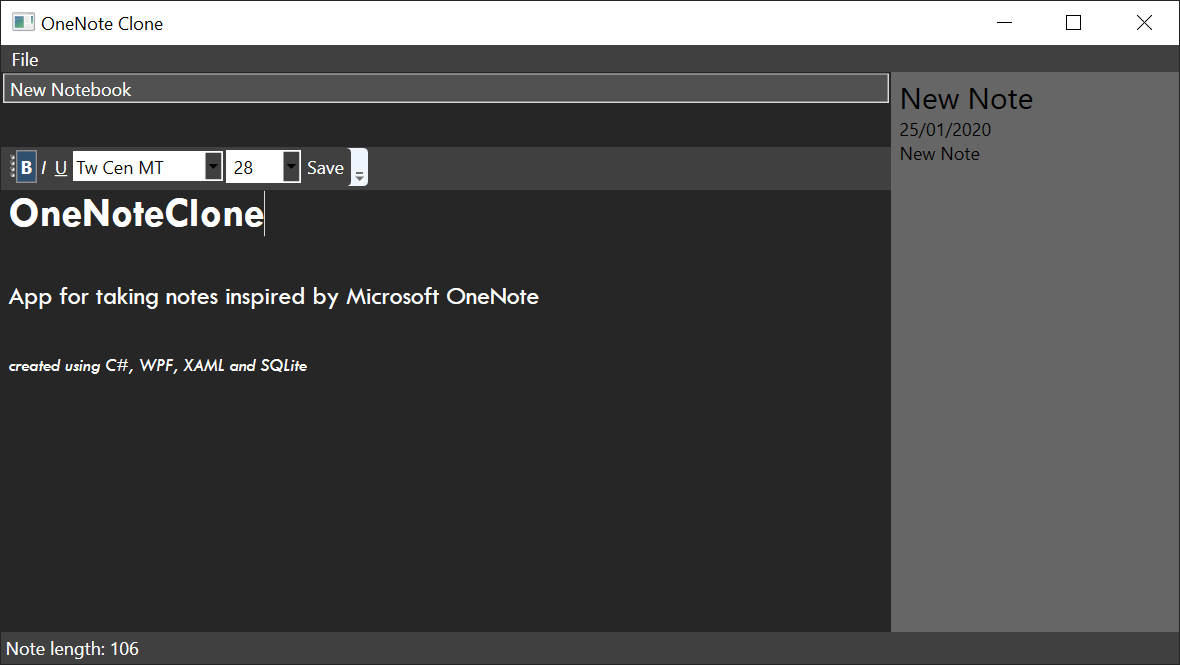 OneNote Clone
File
New Notebook
New Note
25/01/2020
New Note
B I U Tw Cen MT 28 Save
OneNoteClone
App for taking notes inspired by Microsoft OneNote
created using C#, WPF, XAML and SQLite
Note length: 106